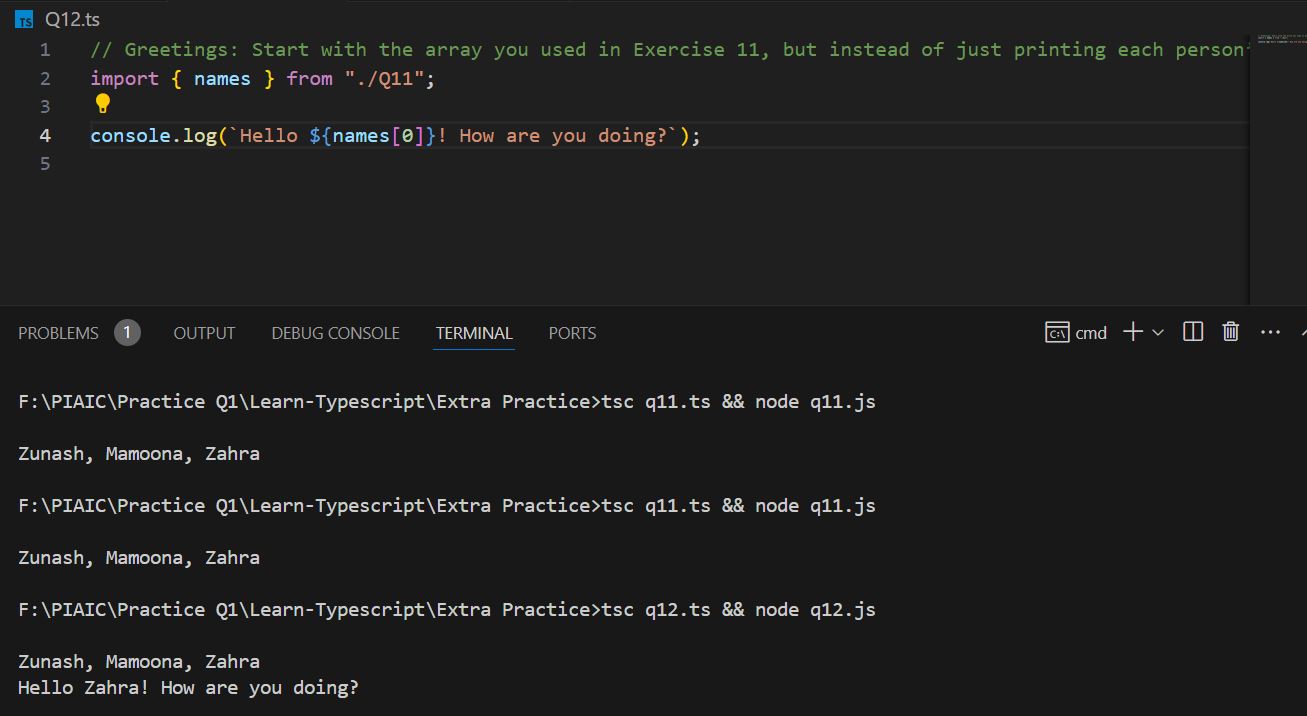 TS Q12.ts
1 // Greetings: Start with the array you used in Exercise 11, but instead of just printing each person'
2 import { names } from "./Q11";
3
4 console.log(`Hello ${names[0]}! How are you doing?`);
5
PROBLEMS 1 OUTPUT DEBUG CONSOLE TERMINAL PORTS cmd
F:\PIAIC\Practice Q1\Learn-Typescript\Extra Practice>tsc q11.ts && node q11.js
Zunash, Mamoona, Zahra
F:\PIAIC\Practice Q1\Learn-Typescript\Extra Practice>tsc q11.ts && node q11.js
Zunash, Mamoona, Zahra
F:\PIAIC\Practice Q1\Learn-Typescript\Extra Practice>tsc q12.ts && node q12.js
Zunash, Mamoona, Zahra
Hello Zahra! How are you doing?